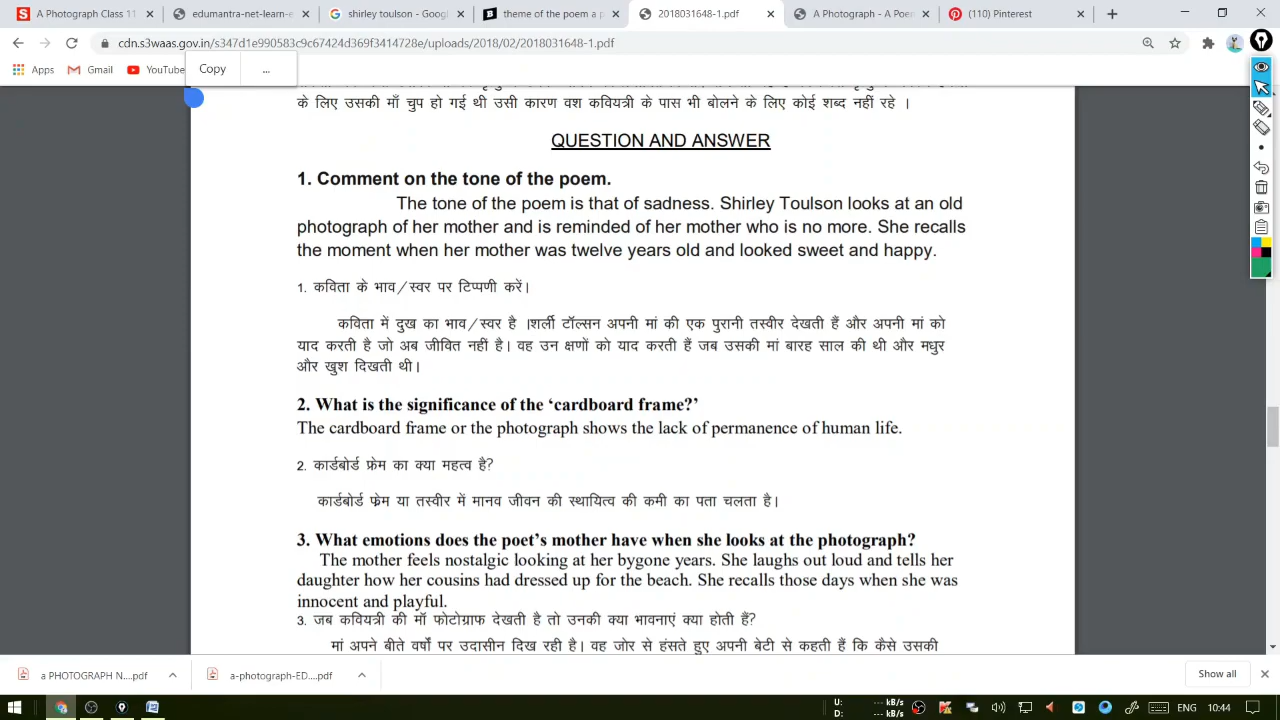 A Photograph Class 11
edumantra-net-learn-e
shirley toulson - Goog
theme of the poem a p
2018031648-1.pdf
A Photograph - A Poem
(110) Pinterest
cdn.s3waas.gov.in/s347d1e990583c9c67424d369f3414728e/uploads/2018/02/2018031648-1.pdf
Apps Gmail YouTube Copy ...
के लिए उसकी माँ चुप हो गई थी उसी कारण वश कवियत्री के पास भी बोलने के लिए कोई शब्द नहीं रहे ।
QUESTION AND ANSWER
1. Comment on the tone of the poem.
The tone of the poem is that of sadness. Shirley Toulson looks at an old
photograph of her mother and is reminded of her mother who is no more. She recalls
the moment when her mother was twelve years old and looked sweet and happy.
1. कविता के भाव/स्वर पर टिप्पणी करें।
कविता में दुख का भाव/स्वर है ।शर्ली टॉल्सन अपनी मां की एक पुरानी तस्वीर देखती हैं और अपनी मां को
याद करती है जो अब जीवित नहीं है। वह उन क्षणों को याद करती हैं जब उसकी मां बारह साल की थी और मधुर
और खुश दिखती थी।
2. What is the significance of the ‘cardboard frame?’
The cardboard frame or the photograph shows the lack of permanence of human life.
2. कार्डबोर्ड फ्रेम का क्या महत्व है?
कार्डबोर्ड फ्रेम या तस्वीर में मानव जीवन की स्थायित्व की कमी का पता चलता है।
3. What emotions does the poet’s mother have when she looks at the photograph?
The mother feels nostalgic looking at her bygone years. She laughs out loud and tells her
daughter how her cousins had dressed up for the beach. She recalls those days when she was
innocent and playful.
3. जब कवियत्री की मॉ फोटोग्राफ देखती है तो उनकी क्या भावनाएं क्या होती हैं?
मां अपने बीते वर्षों पर उदासीन दिख रही है। वह जोर से हंसते हुए अपनी बेटी से कहती हैं कि कैसे उसकी
a PHOTOGRAPH N....pdf
a-photograph-ED....pdf
Show all
U: --- kB/s
D: --- kB/s
ENG 10:44